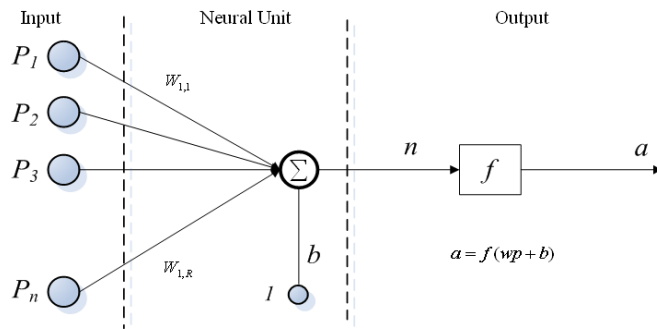 Input
Neural Unit
Output
P₁
P₂
P₃
Pₙ
W₁,₁
W₁,R
Σ
b
1
n
f
a
a = f(wp+b)